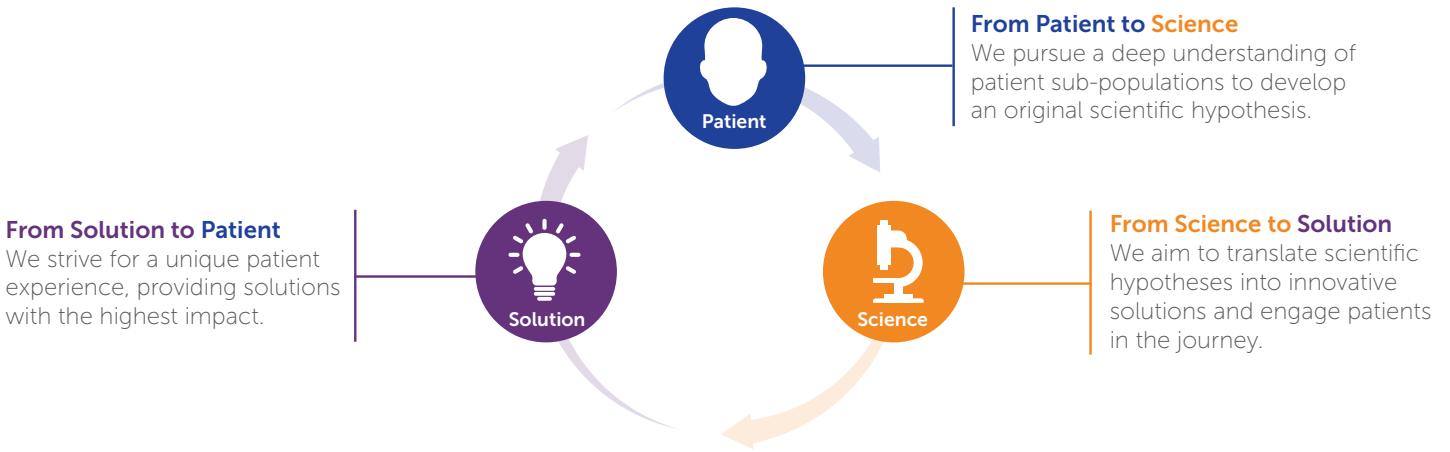 Patient
From Patient to Science
We pursue a deep understanding of
patient sub-populations to develop
an original scientific hypothesis.
Science
From Science to Solution
We aim to translate scientific
hypotheses into innovative
solutions and engage patients
in the journey.
Solution
From Solution to Patient
We strive for a unique patient
experience, providing solutions
with the highest impact.